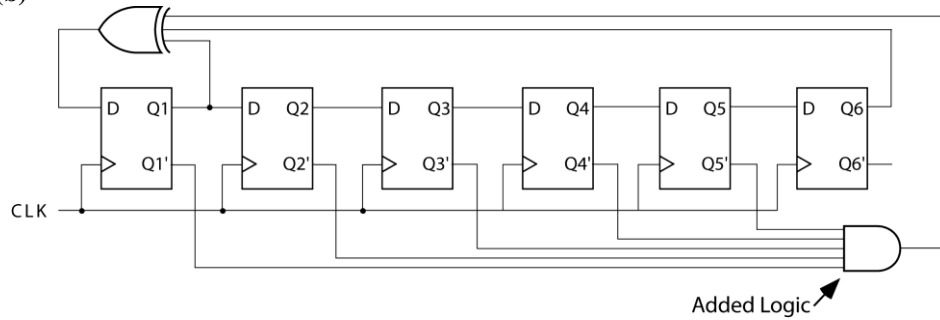 D Q1 D Q2 D Q3 D Q4 D Q5 D Q6
Q1' Q2' Q3' Q4' Q5' Q6'
CLK
Added Logic